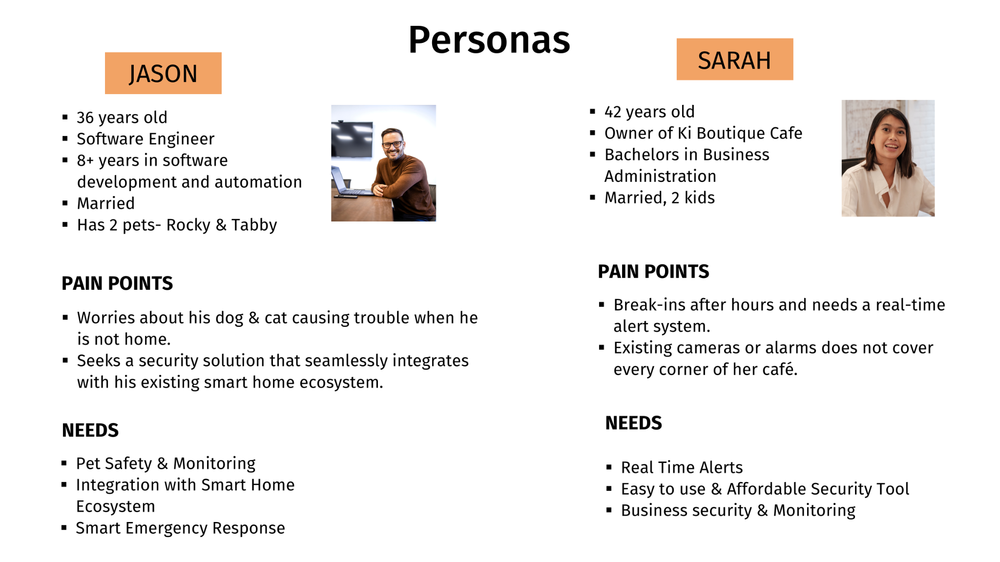 Personas
JASON
▪ 36 years old
▪ Software Engineer
▪ 8+ years in software
development and automation
▪ Married
▪ Has 2 pets- Rocky & Tabby
PAIN POINTS
▪ Worries about his dog & cat causing trouble when he
is not home.
▪ Seeks a security solution that seamlessly integrates
with his existing smart home ecosystem.
NEEDS
▪ Pet Safety & Monitoring
▪ Integration with Smart Home
Ecosystem
▪ Smart Emergency Response
SARAH
▪ 42 years old
▪ Owner of Ki Boutique Cafe
▪ Bachelors in Business
Administration
▪ Married, 2 kids
PAIN POINTS
▪ Break-ins after hours and needs a real-time
alert system.
▪ Existing cameras or alarms does not cover
every corner of her café.
NEEDS
▪ Real Time Alerts
▪ Easy to use & Affordable Security Tool
▪ Business security & Monitoring